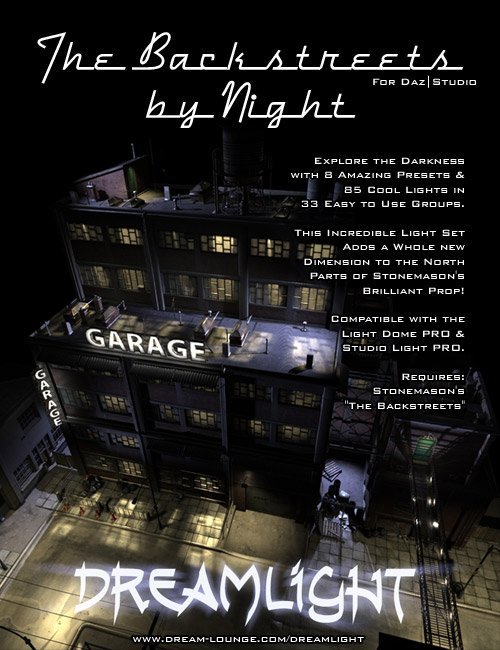 The Backstreets
For Daz|Studio
by Night
Explore the Darkness
with 8 Amazing Presets &
85 Cool Lights in
33 Easy to Use Groups.
This Incredible Light Set
Adds a Whole new
Dimension to the North
Parts of Stonemason's
Brilliant Prop!
Compatible with the
Light Dome PRO &
Studio Light PRO.
Requires:
Stonemason's
"The Backstreets"
GARAGE
GARAGE
DREAMLIGHT
www.dream-lounge.com/dreamlight